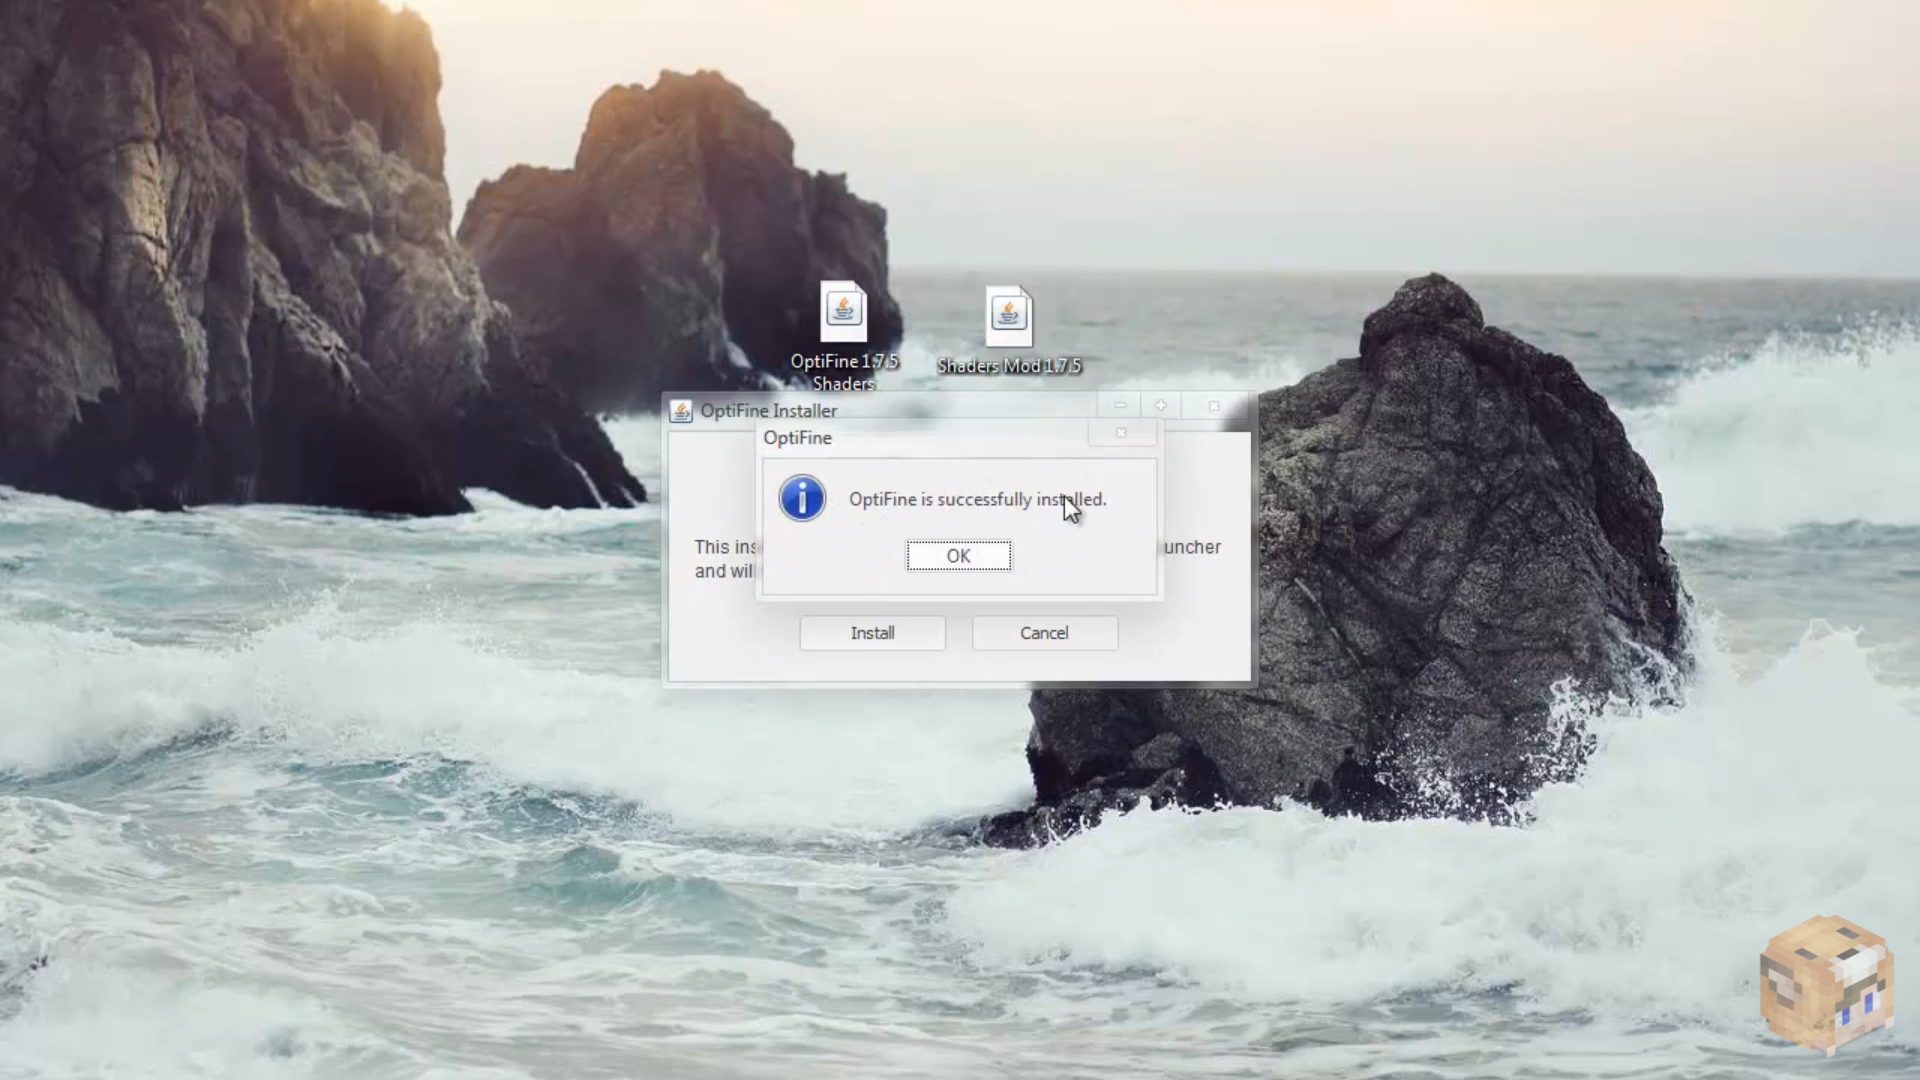 OptiFine 1.7.5
Shaders
Shaders Mod 1.7.5
OptiFine Installer
OptiFine
OptiFine is successfully installed.
OK
This ins
uncher
and wil
Install
Cancel